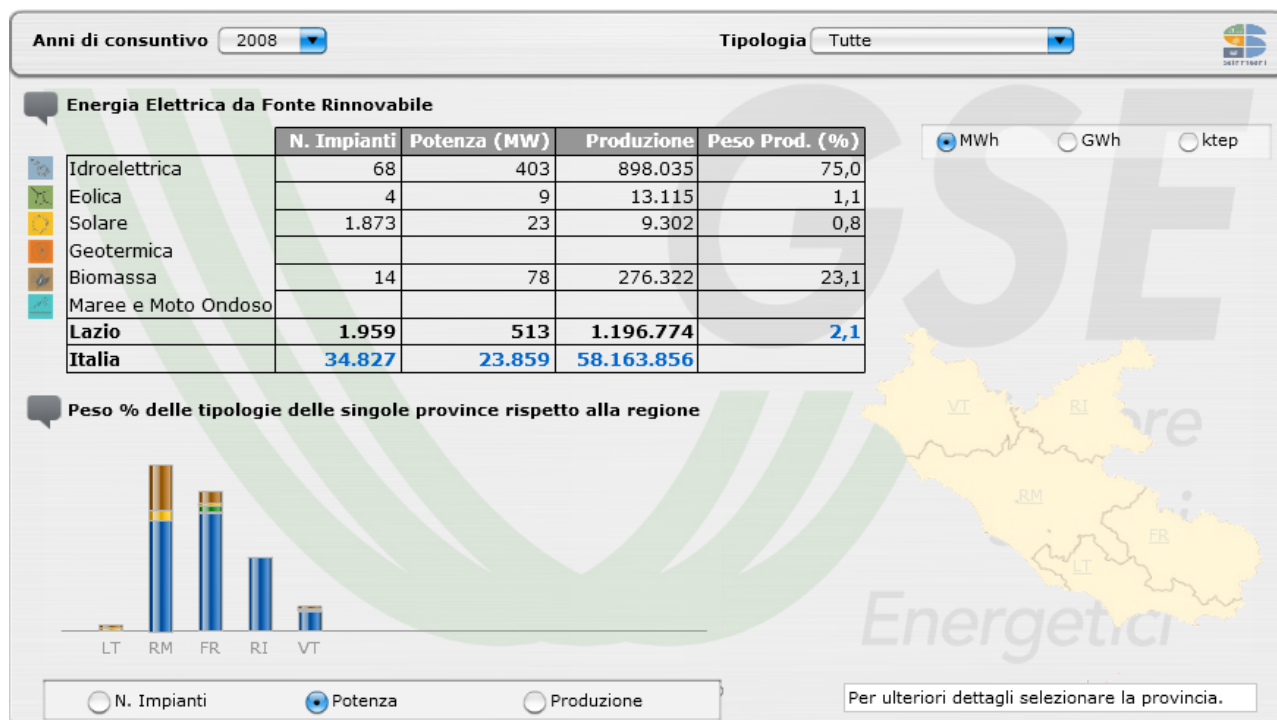 Anni di consuntivo 2008 Tipologia Tutte
Energia Elettrica da Fonte Rinnovabile
N. Impianti Potenza (MW) Produzione Peso Prod. (%)
MWh GWh ktep
Idroelettrica 68 403 898.035 75,0
Eolica 4 9 13.115 1,1
Solare 1.873 23 9.302 0,8
Geotermica
Biomassa 14 78 276.322 23,1
Maree e Moto Ondoso
Lazio 1.959 513 1.196.774 2,1
Italia 34.827 23.859 58.163.856
GSE
Peso % delle tipologie delle singole province rispetto alla regione
VT RI
RM
FR
LT
Energetici
LT RM FR RI VT
N. Impianti Potenza Produzione
Per ulteriori dettagli selezionare la provincia.